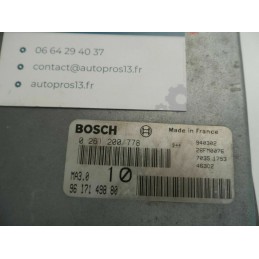 06 64 29 40 37
contact@autopros13.fr
autopros13.fr
BOSCH Made in France
0 261 200/778
MA3.0 10
96 171 498 80